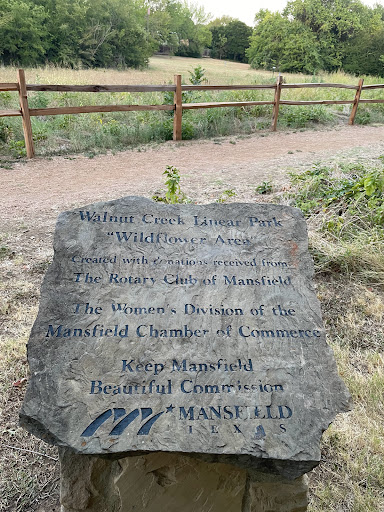 Walnut Creek Linear Park
"Wildflower Area"
Created with donations received from:
The Rotary Club of Mansfield
The Women's Division of the
Mansfield Chamber of Commerce
Keep Mansfield
Beautiful Commission
MANSFIELD
TEXAS